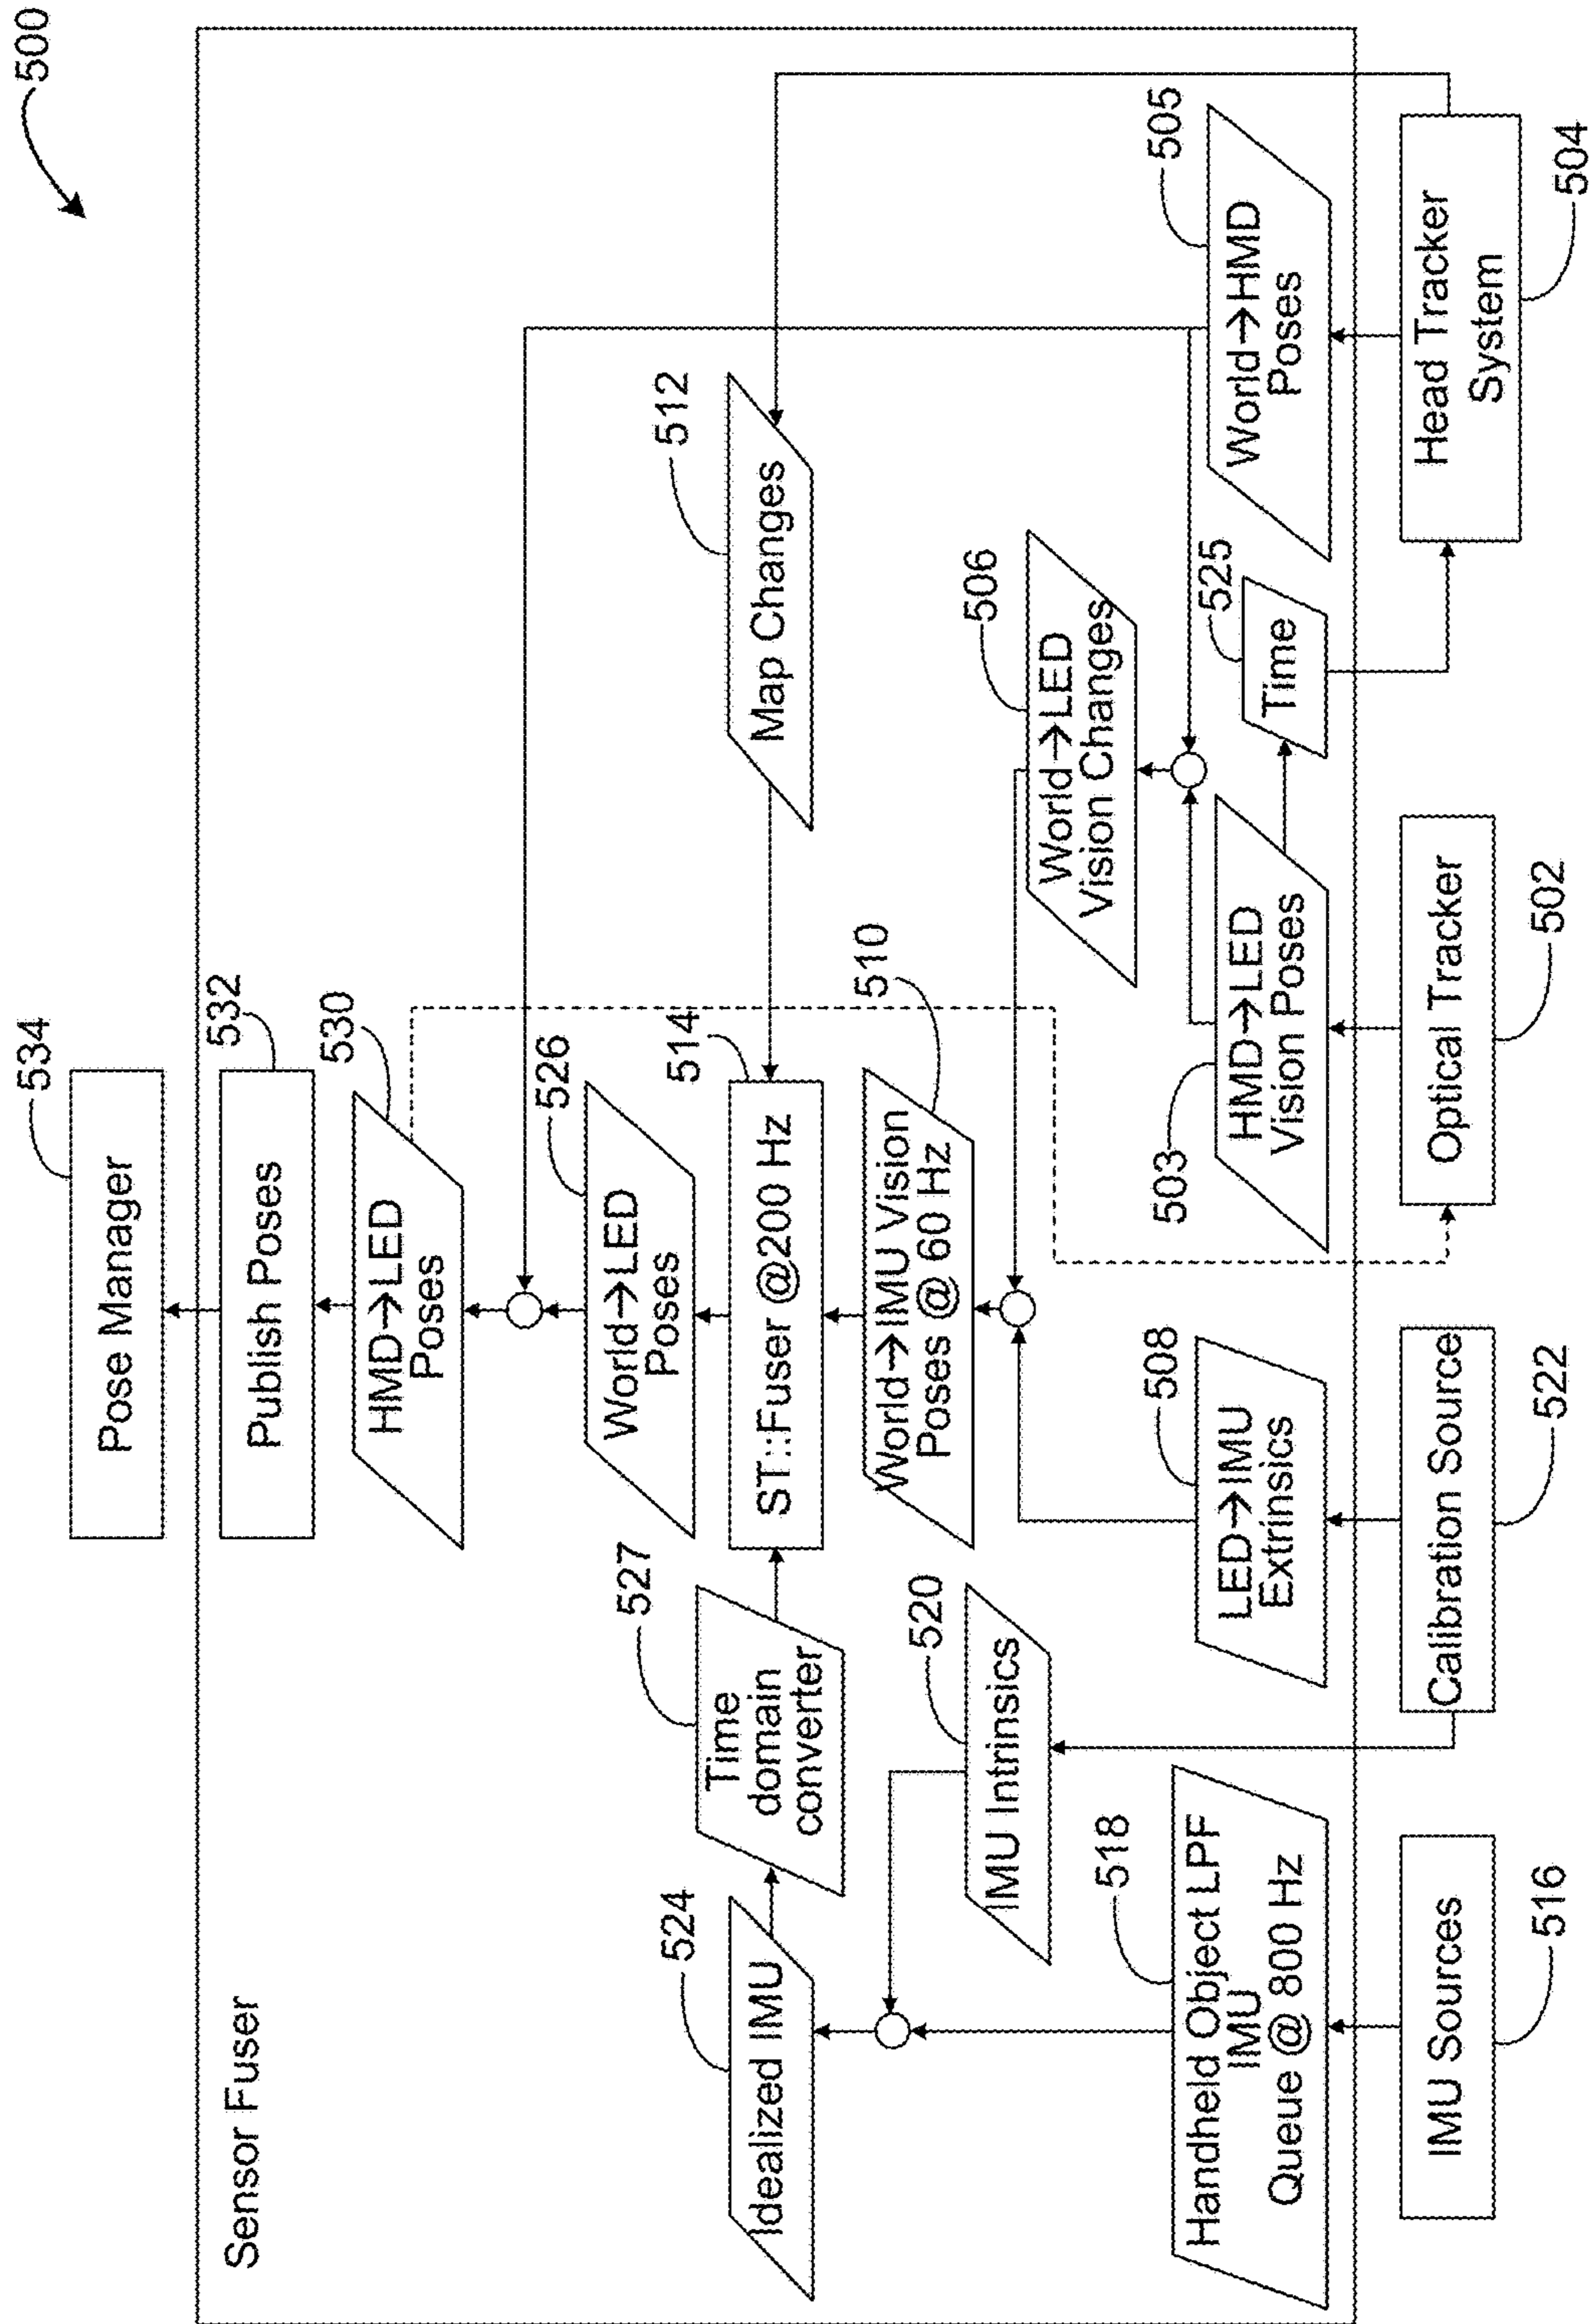 500
534
Pose Manager
Sensor Fuser
532
Publish Poses
530
HMD→LED
Poses
526
World→LED
Poses
524
Idealized IMU
527
Time
domain
converter
514
ST::Fuser @200 Hz
512
Map Changes
510
World→IMU Vision
Poses @ 60 Hz
520
IMU Intrinsics
506
World→LED
Vision Changes
518
Handheld Object LPF
IMU
Queue @ 800 Hz
508
LED→IMU
Extrinsics
503
HMD→LED
Vision Poses
525
Time
505
World→HMD
Poses
IMU Sources
516
Calibration Source
522
Optical Tracker
502
Head Tracker
System
504